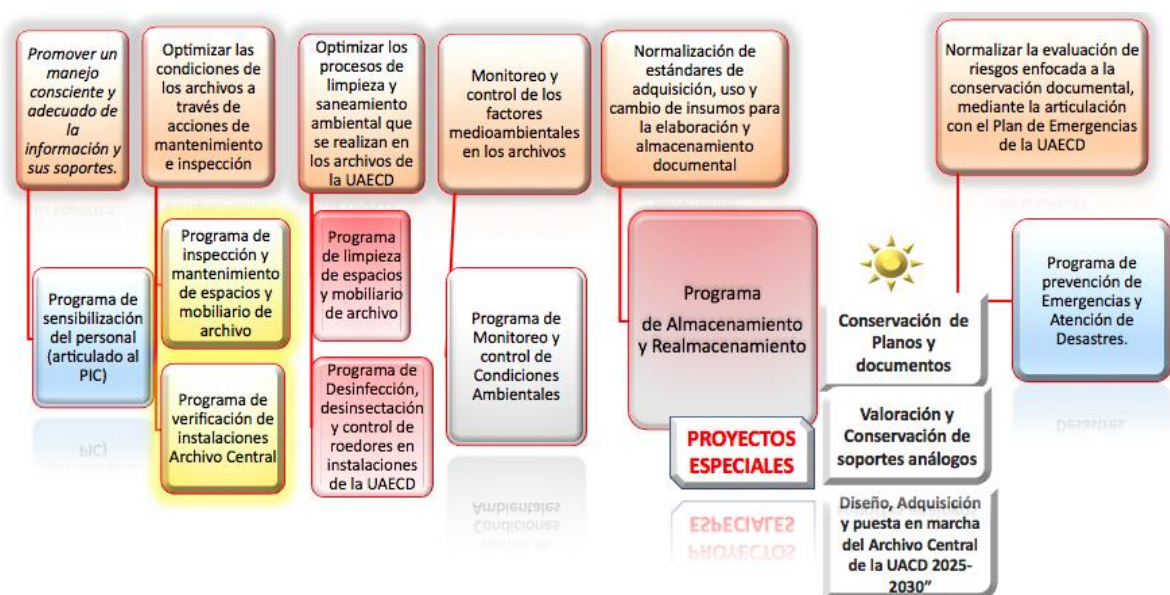 Promover un
manejo
consciente y
adecuado de
la
información y
sus soportes.
Optimizar las
condiciones de
los archivos a
través de
acciones de
mantenimiento
e inspección
Optimizar los
procesos de
limpieza y
saneamiento
ambiental que
se realizan en
los archivos de
la UAECD
Monitoreo y
control de los
factores
medioambientales
en los archivos
Normalización de
estándares de
adquisición, uso y
cambio de insumos para
la elaboración y
almacenamiento
documental
Normalizar la evaluación de
riesgos enfocada a la
conservación documental,
mediante la articulación
con el Plan de Emergencias
de la UAECD
Programa de
sensibilización
del personal
(articulado al
PIC)
Programa de
inspección y
mantenimiento
de espacios y
mobiliario de
archivo
Programa de
verificación de
instalaciones
Archivo Central
Programa
de limpieza
de espacios
y mobiliario
de archivo
Programa de
Desinfección,
desinsectación
y control de
roedores en
instalaciones
de la UAECD
Programa de
Monitoreo y
control de
Condiciones
Ambientales
Programa
de Almacenamiento
y Realmacenamiento
PROYECTOS
ESPECIALES
Conservación de
Planos y
documentos
Valoración y
Conservación de
soportes análogos
Diseño, Adquisición
y puesta en marcha
del Archivo Central
de la UACD 2025-
2030”
Programa de
prevención de
Emergencias y
Atención de
Desastres.